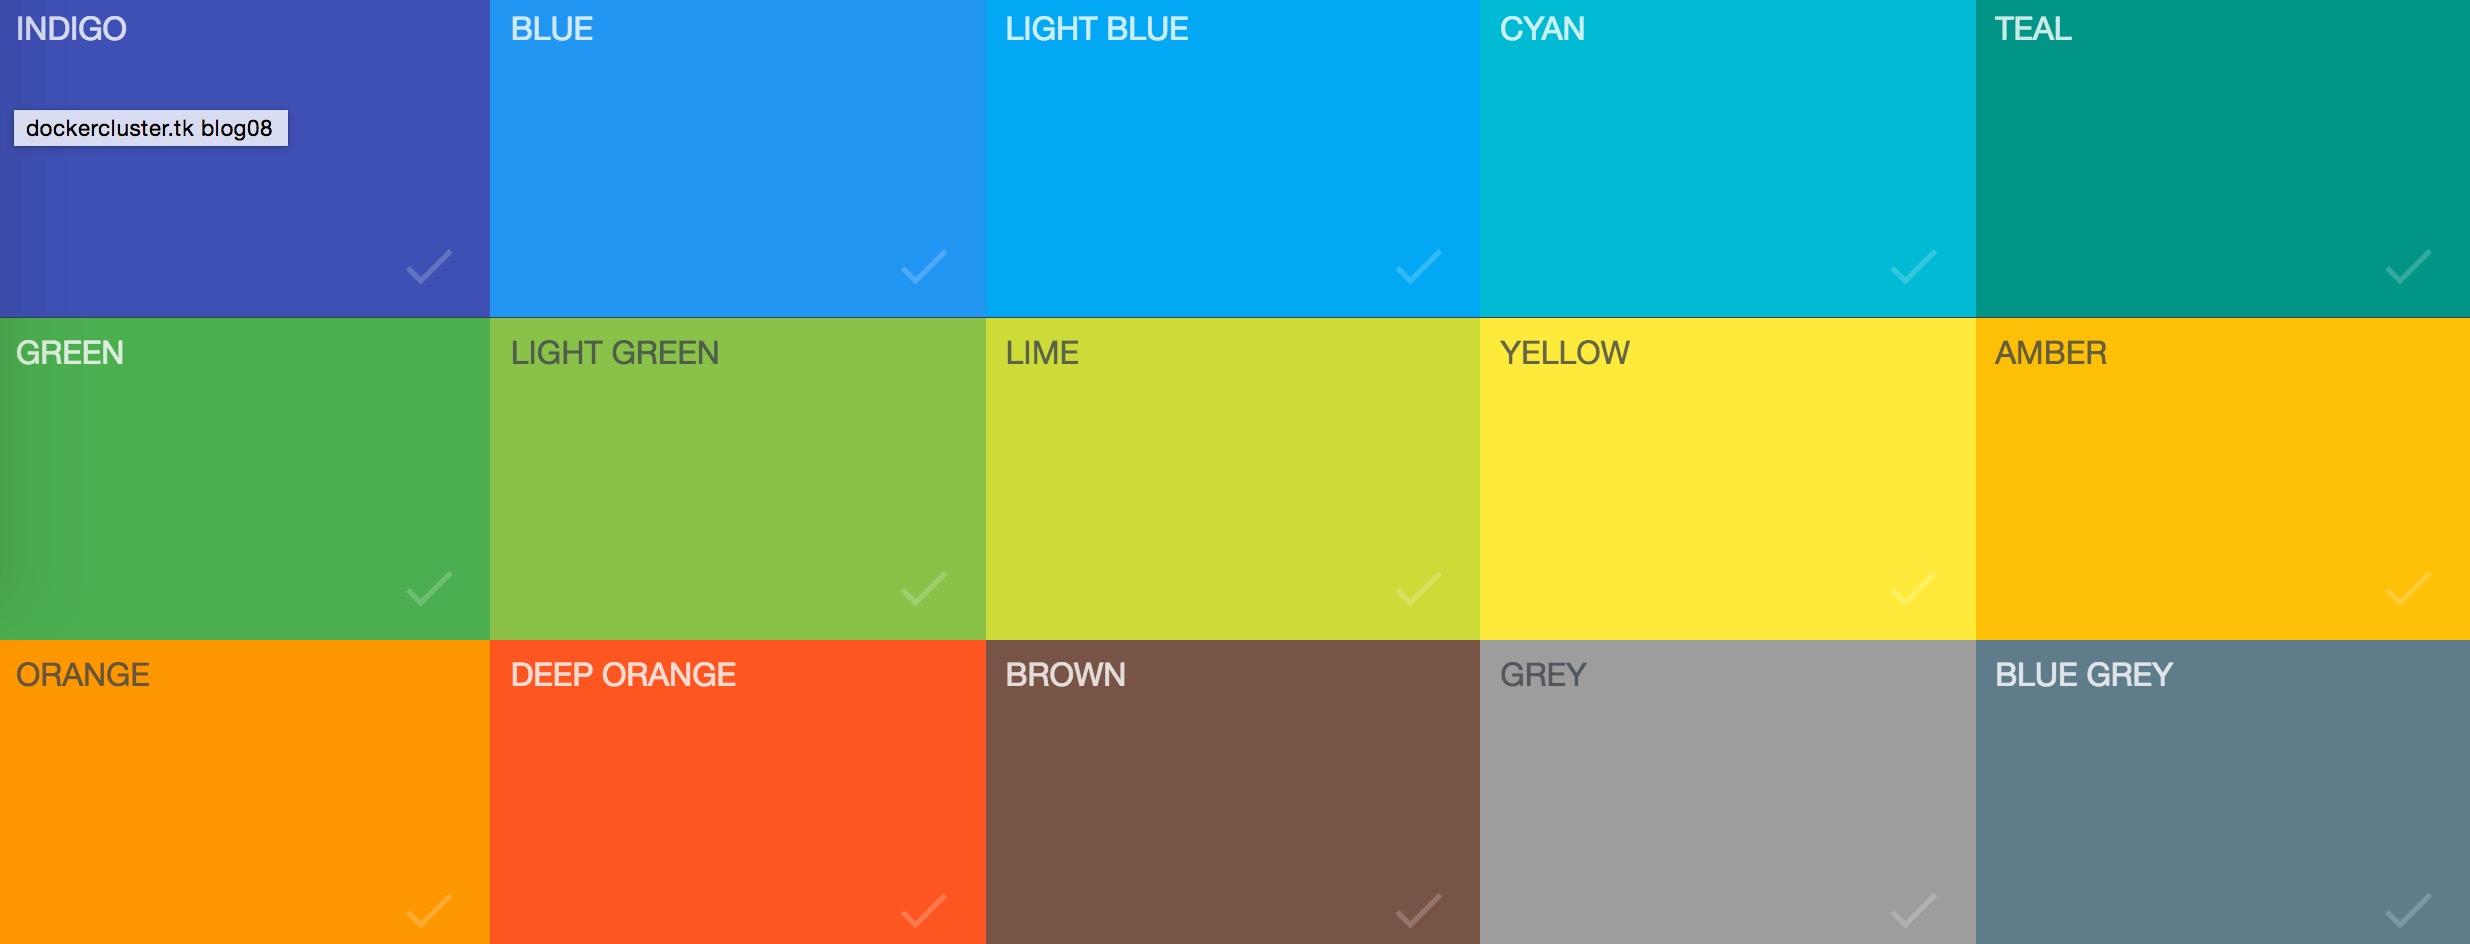 INDIGO
BLUE
LIGHT BLUE
CYAN
TEAL
dockercluster.tk blog08
GREEN
LIGHT GREEN
LIME
YELLOW
AMBER
ORANGE
DEEP ORANGE
BROWN
GREY
BLUE GREY